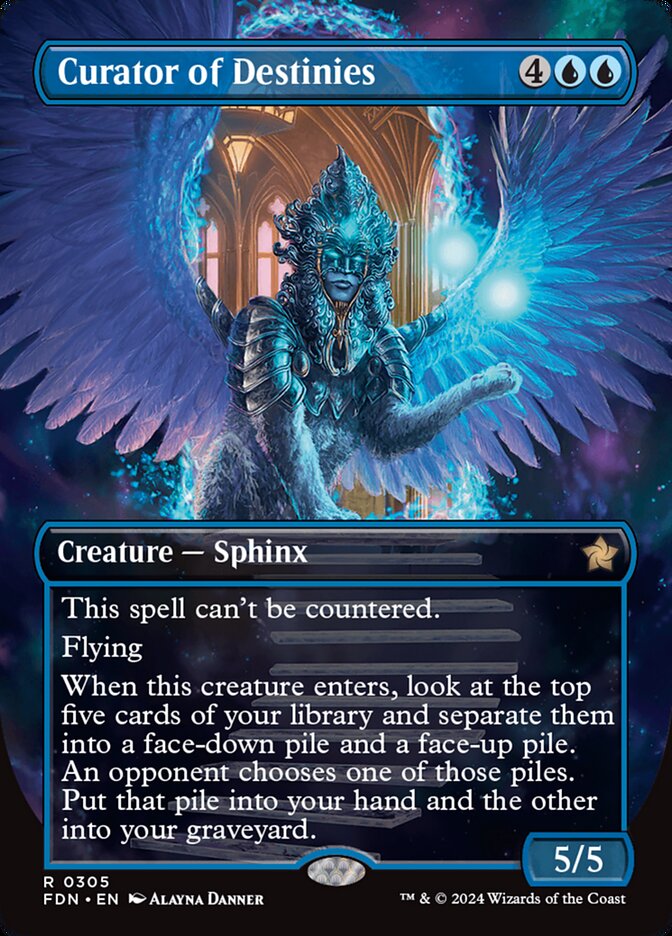 Curator of Destinies 4
Creature — Sphinx
This spell can't be countered.
Flying
When this creature enters, look at the top
five cards of your library and separate them
into a face-down pile and a face-up pile.
An opponent chooses one of those piles.
Put that pile into your hand and the other
into your graveyard.
5/5
R 0305
FDN • EN Alayna Danner
™ & © 2024 Wizards of the Coast